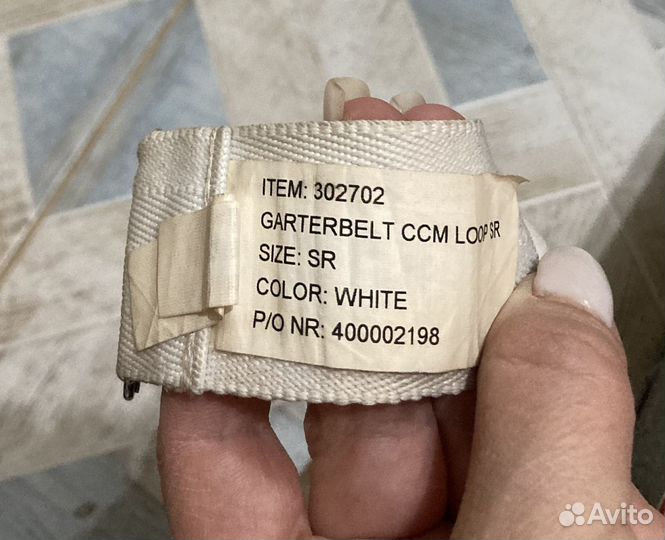 ITEM: 302702
GARTERBELT CCM LOOP SR
SIZE: SR
COLOR: WHITE
P/O NR: 400002198
Avito